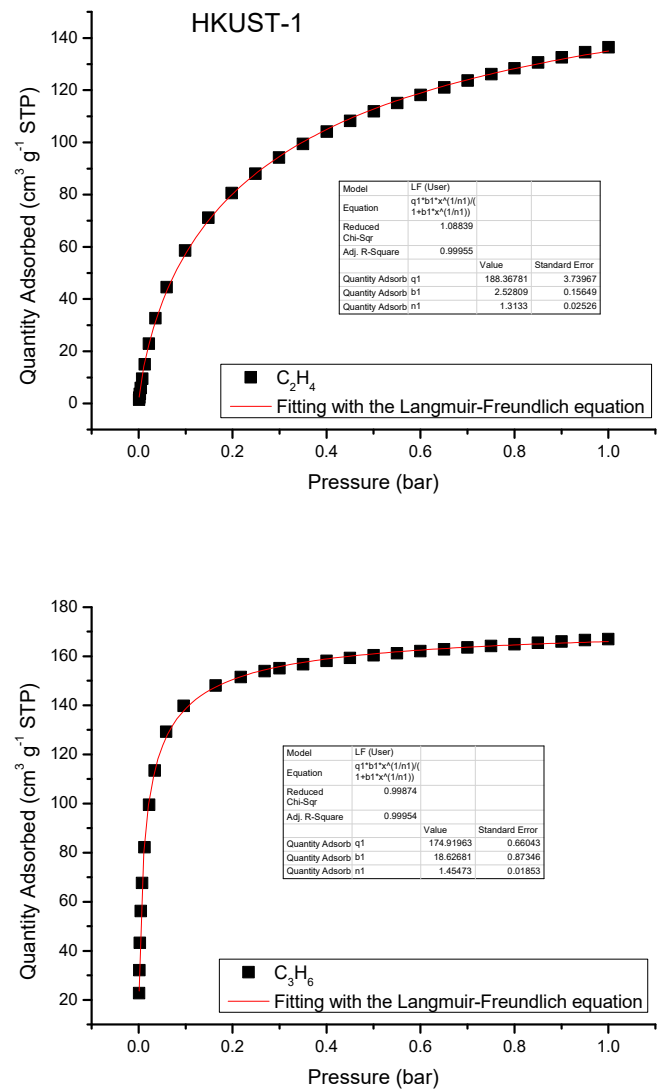 HKUST-1
140
120
100
80
60
40
20
0
Quantity Adsorbed (cm³ g⁻¹ STP)
Model LF (User)
Equation q1*b1*x^(1/n1)/(
1+b1*x^(1/n1))
Reduced
Chi-Sqr 1.08839
Adj. R-Square 0.99955
Value Standard Error
Quantity Adsorb q1 188.36781 3.73967
Quantity Adsorb b1 2.52809 0.15649
Quantity Adsorb n1 1.3133 0.02526
C₂H₄
Fitting with the Langmuir-Freundlich equation
0.0 0.2 0.4 0.6 0.8 1.0
Pressure (bar)
180
160
140
120
100
80
60
40
20
Quantity Adsorbed (cm³ g⁻¹ STP)
Model LF (User)
Equation q1*b1*x^(1/n1)/(
1+b1*x^(1/n1))
Reduced
Chi-Sqr 0.99874
Adj. R-Square 0.99954
Value Standard Error
Quantity Adsorb q1 174.91963 0.66043
Quantity Adsorb b1 18.62681 0.87346
Quantity Adsorb n1 1.45473 0.01853
C₃H₆
Fitting with the Langmuir-Freundlich equation
0.0 0.2 0.4 0.6 0.8 1.0
Pressure (bar)